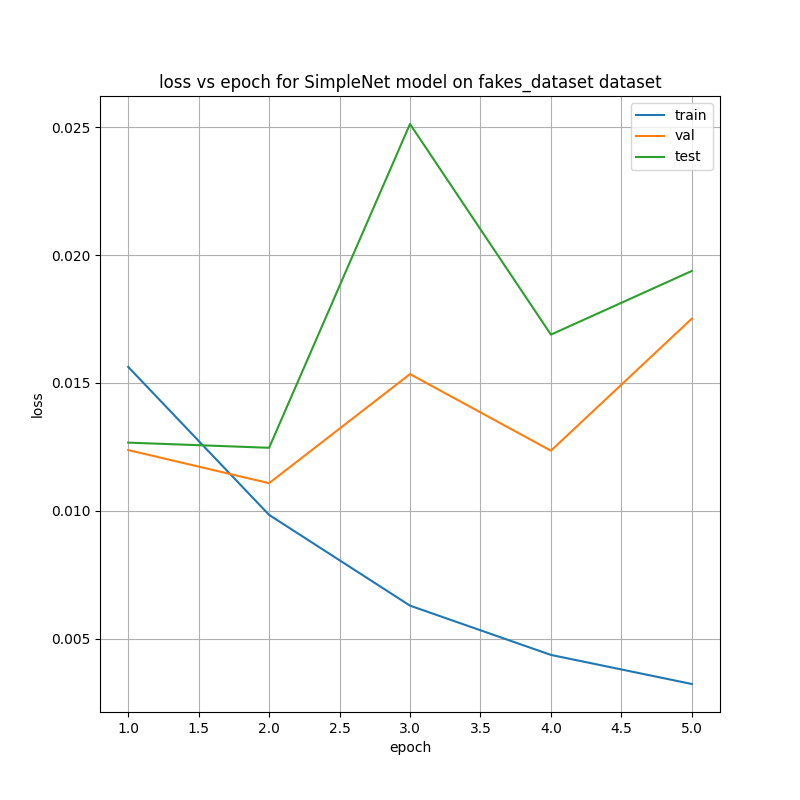 loss vs epoch for SimpleNet model on fakes_dataset dataset
train
val
test
0.025
0.020
0.015
0.010
0.005
loss
1.0 1.5 2.0 2.5 3.0 3.5 4.0 4.5 5.0
epoch